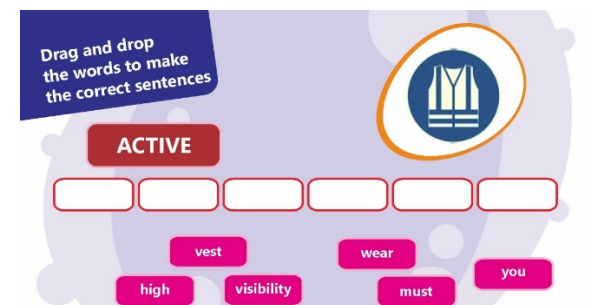 Drag and drop
the words to make
the correct sentences
ACTIVE
vest
wear
you
high
visibility
must